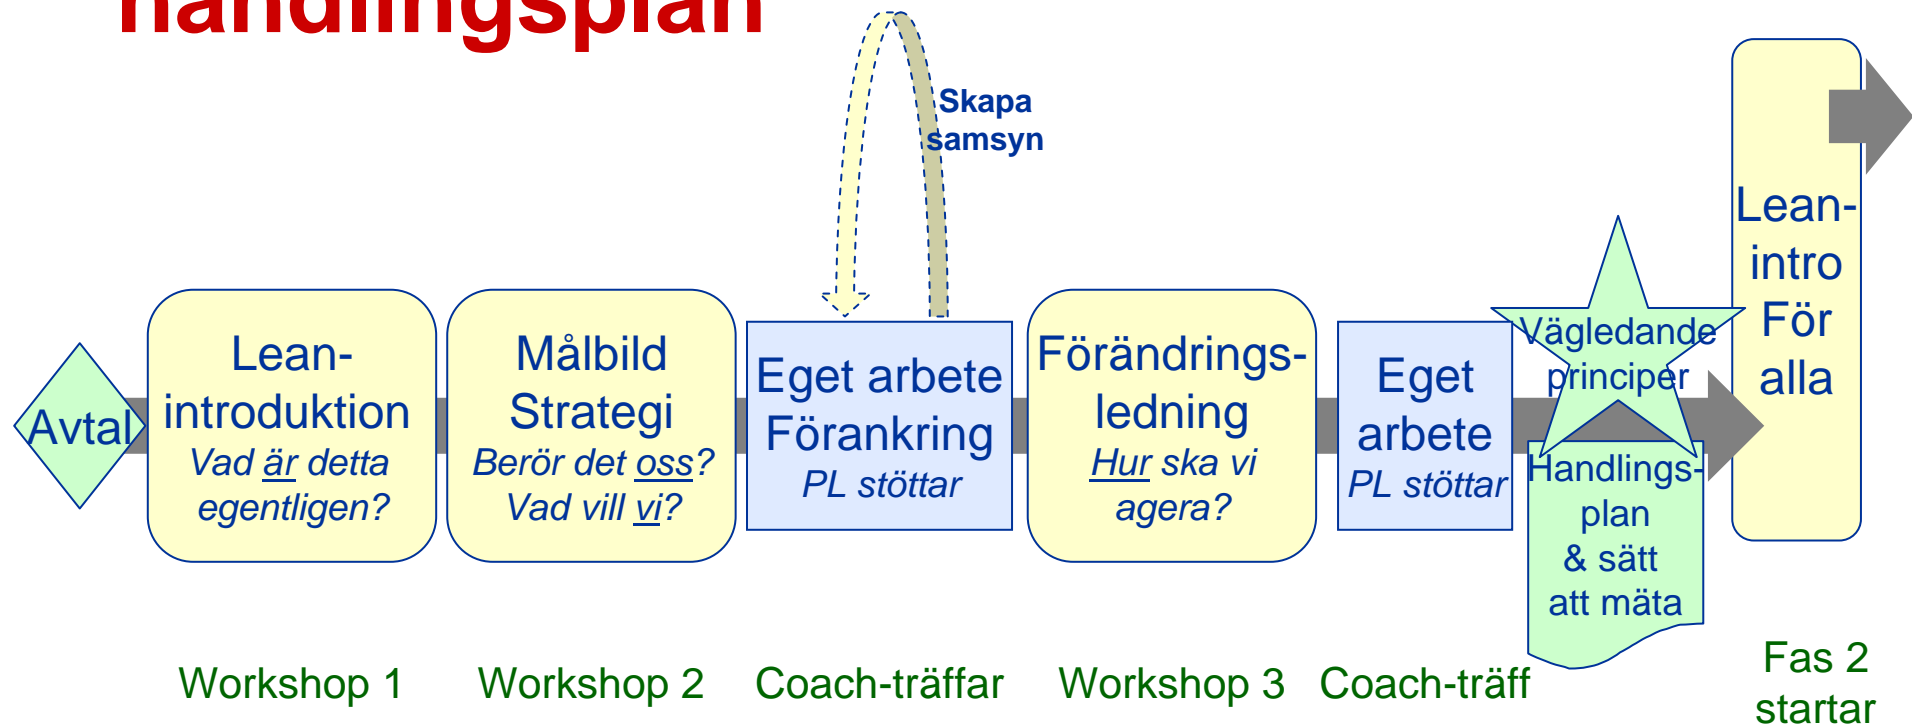 handlingsplan
Skapa
samsyn
Avtal
Lean-
introduktion
Vad är detta
egentligen?
Målbild
Strategi
Berör det oss?
Vad vill vi?
Eget arbete
Förankring
PL stöttar
Förändrings-
ledning
Hur ska vi
agera?
Eget
arbete
PL stöttar
Vägledande
principer
Handlings-
plan
& sätt
att mäta
Lean-
intro
För
alla
Workshop 1
Workshop 2
Coach-träffar
Workshop 3
Coach-träff
Fas 2
startar